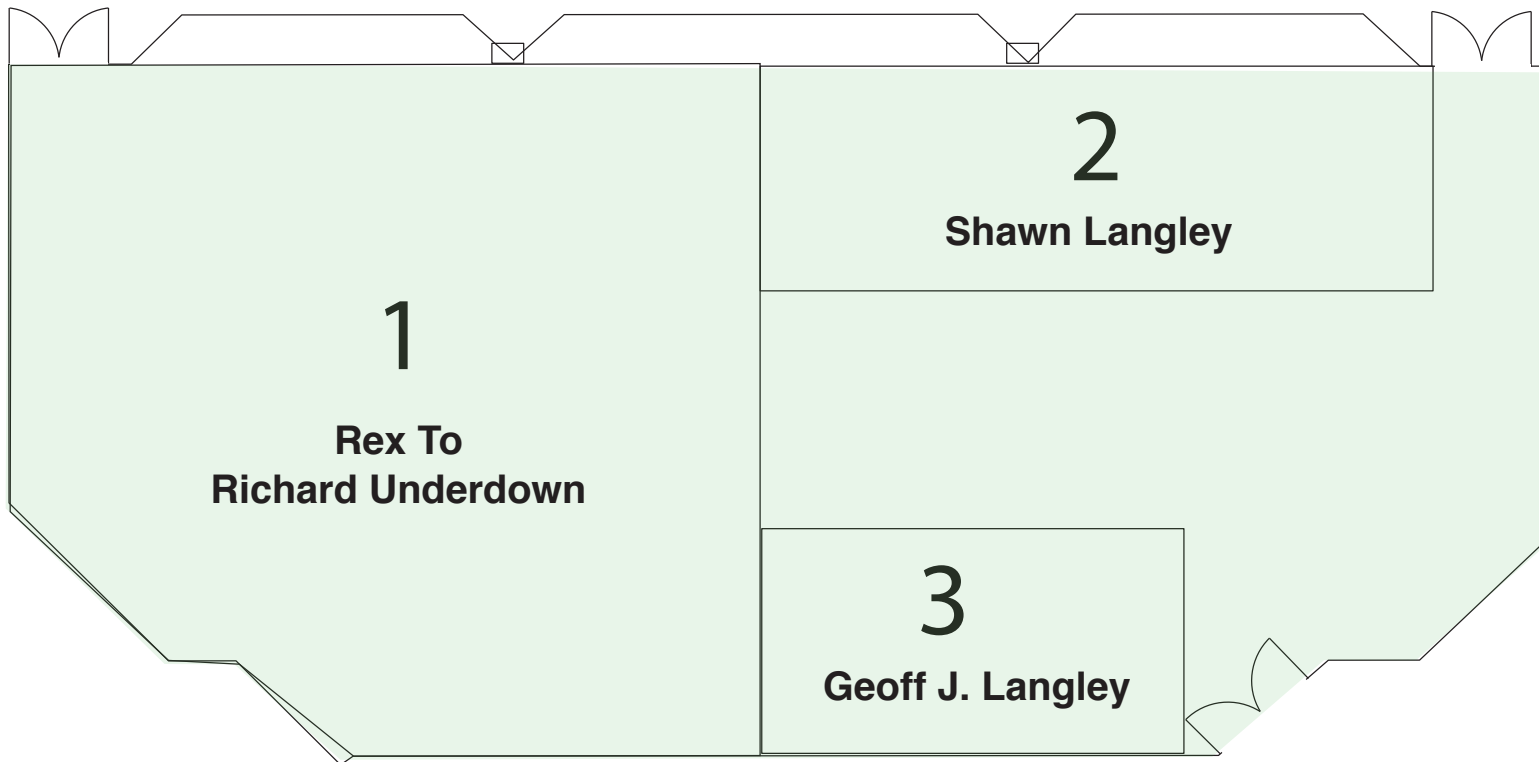 1
Rex To
Richard Underdown
2
Shawn Langley
3
Geoff J. Langley